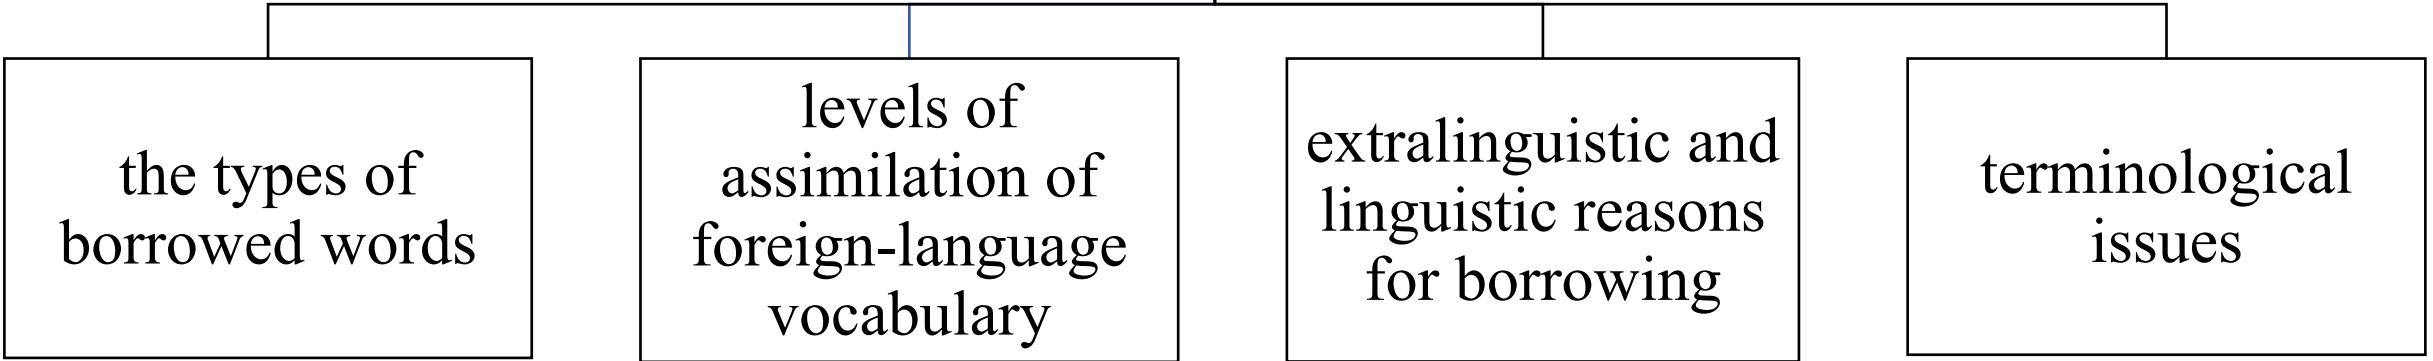 the types of
borrowed words
levels of
assimilation of
foreign-language
vocabulary
extralinguistic and
linguistic reasons
for borrowing
terminological
issues